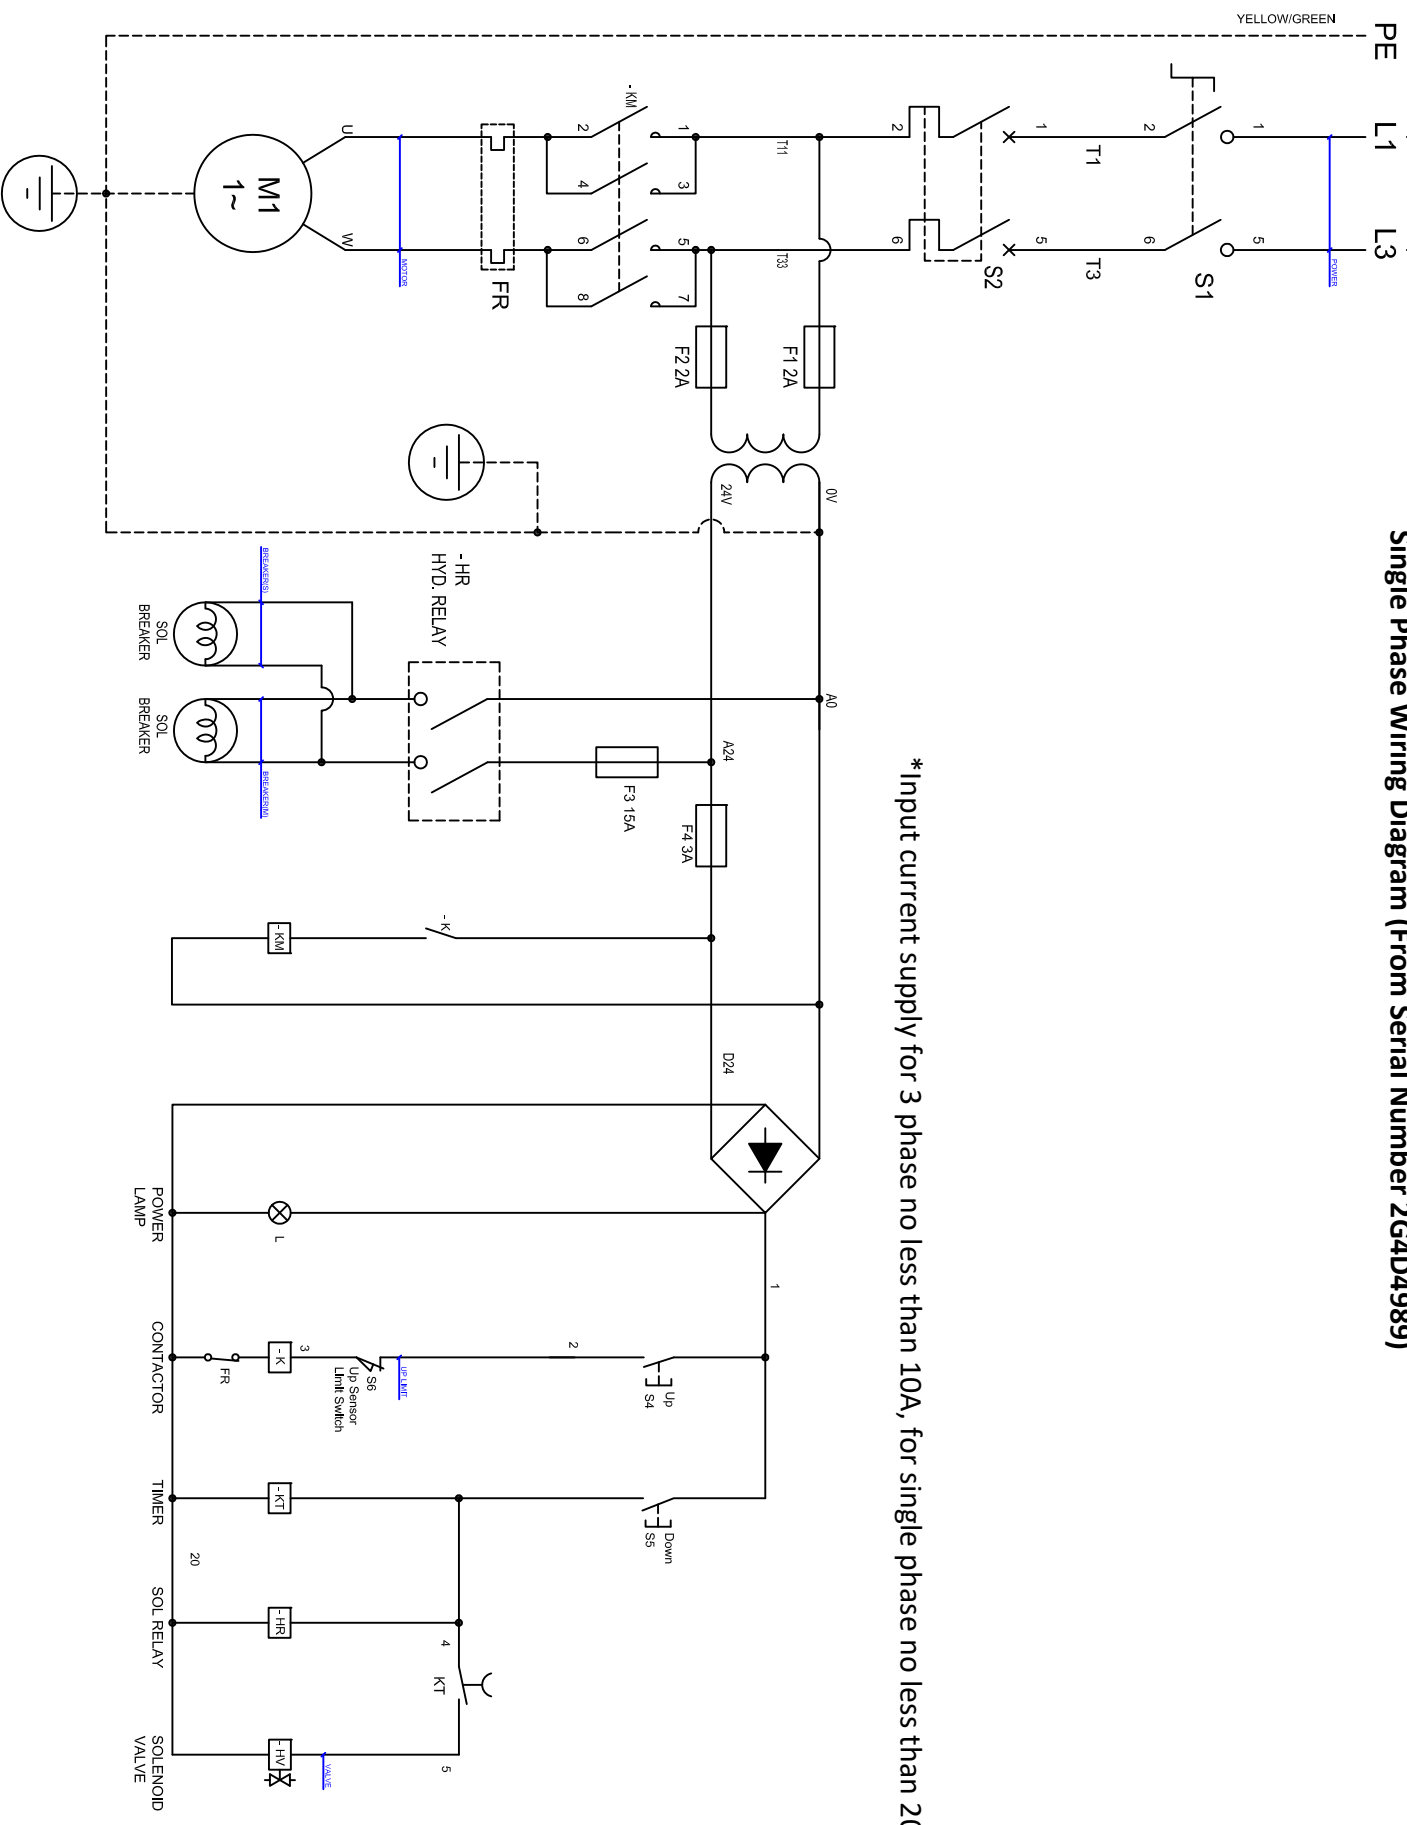 Single Phase Wiring Diagram (From Serial Number 2G4D4989)
*Input current supply for 3 phase no less than 10A, for single phase no less than
YELLOW/GREEN
PE
L1
L3
POWER
1
5
S1
2
6
T1
T3
1
5
S2
2
6
T11
T33
- KM
1
3
5
7
2
4
6
8
FR
MOTOR
U
W
M1
1~
F1 2A
F2 2A
0V
24V
A0
A24
- HR
HYD. RELAY
F3 15A
F4 3A
BREAKER(S)
BREAKER(M)
SOL
BREAKER
SOL
BREAKER
- K
- KM
D24
1
L
POWER
LAMP
Up
S4
2
UP LIMIT
S6
Up Sensor
Limit Switch
3
- K
FR
CONTACTOR
Down
S5
- KT
TIMER
20
4
KT
- HR
SOL RELAY
5
VALVE
- HV
SOLENOID
VALVE